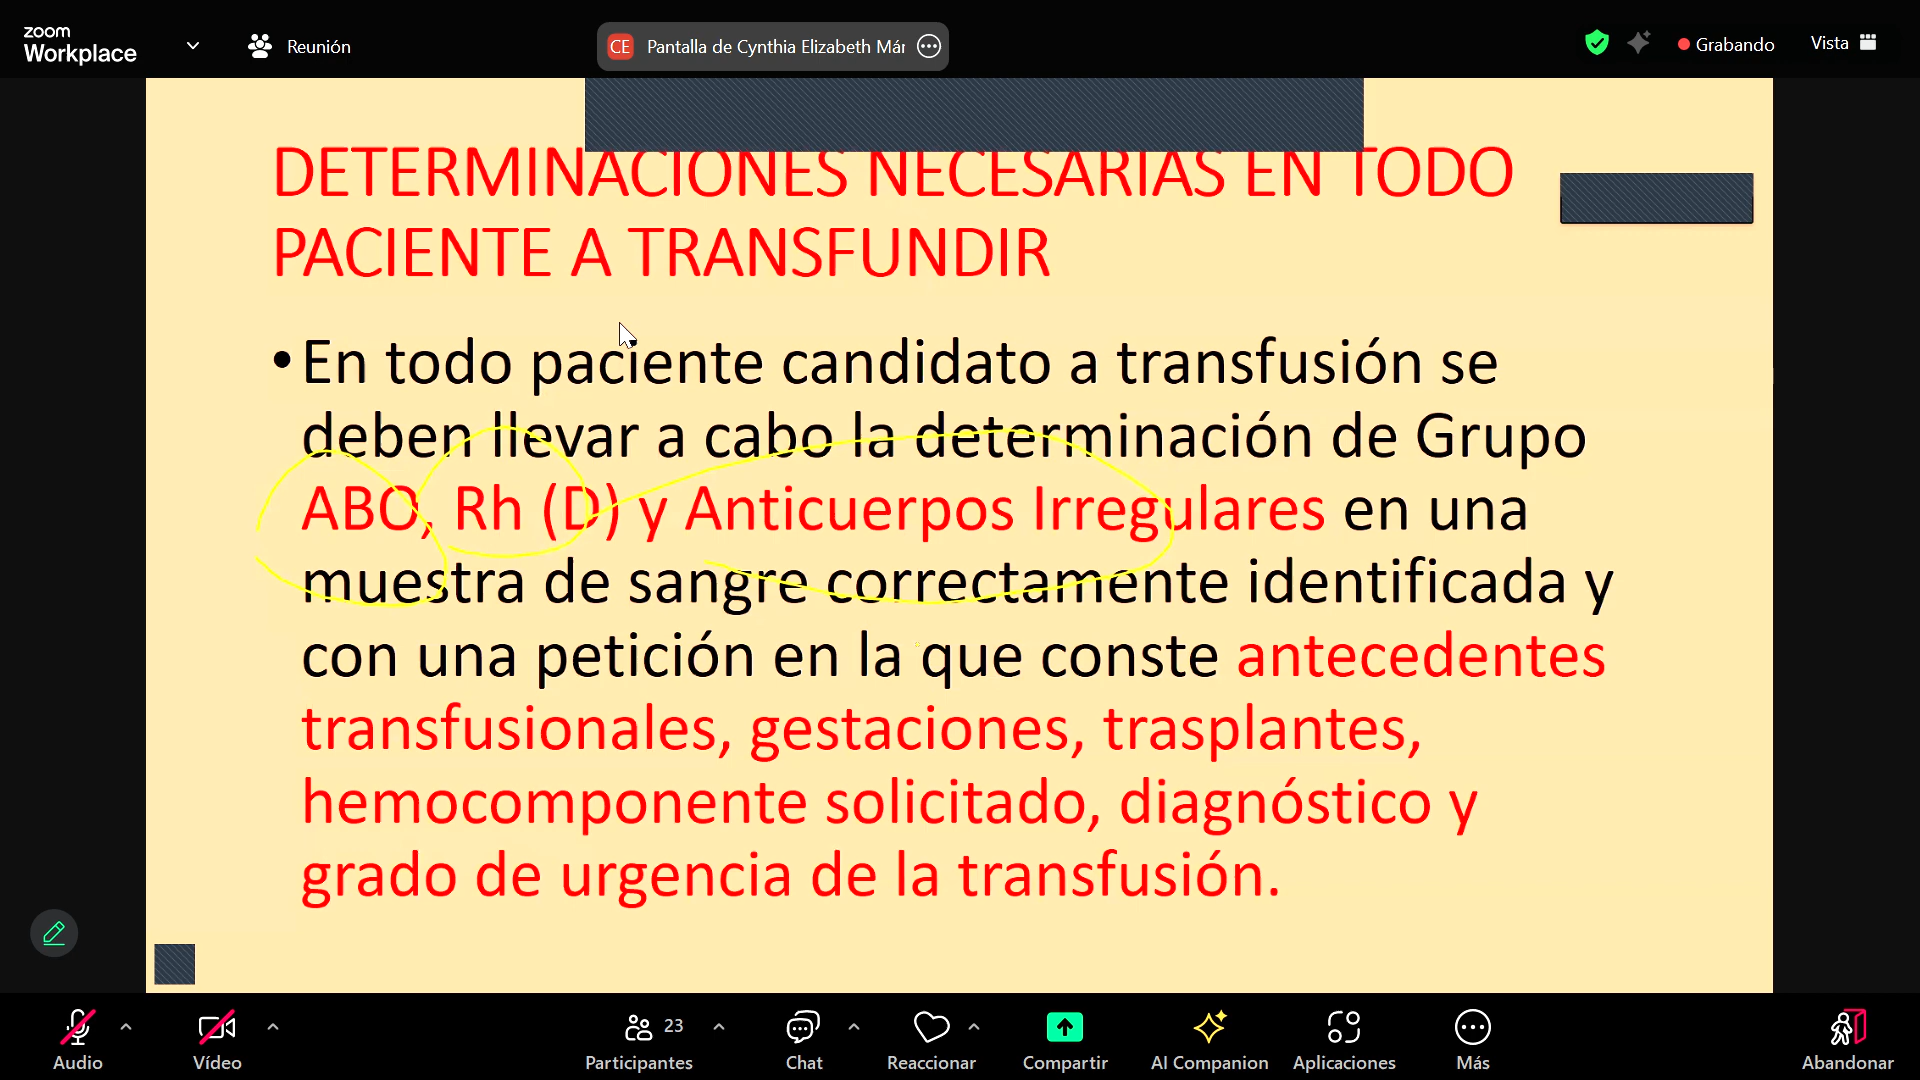 zoom
Workplace
Reunión
CE Pantalla de Cynthia Elizabeth Már
Grabando
Vista
DETERMINACIONES NECESARIAS EN TODO
PACIENTE A TRANSFUNDIR
• En todo paciente candidato a transfusión se
deben llevar a cabo la determinación de Grupo
ABO, Rh (D) y Anticuerpos Irregulares en una
muestra de sangre correctamente identificada y
con una petición en la que conste antecedentes
transfusionales, gestaciones, trasplantes,
hemocomponente solicitado, diagnóstico y
grado de urgencia de la transfusión.
23
Audio
Vídeo
Participantes
Chat
Reaccionar
Compartir
AI Companion
Aplicaciones
Más
Abandonar